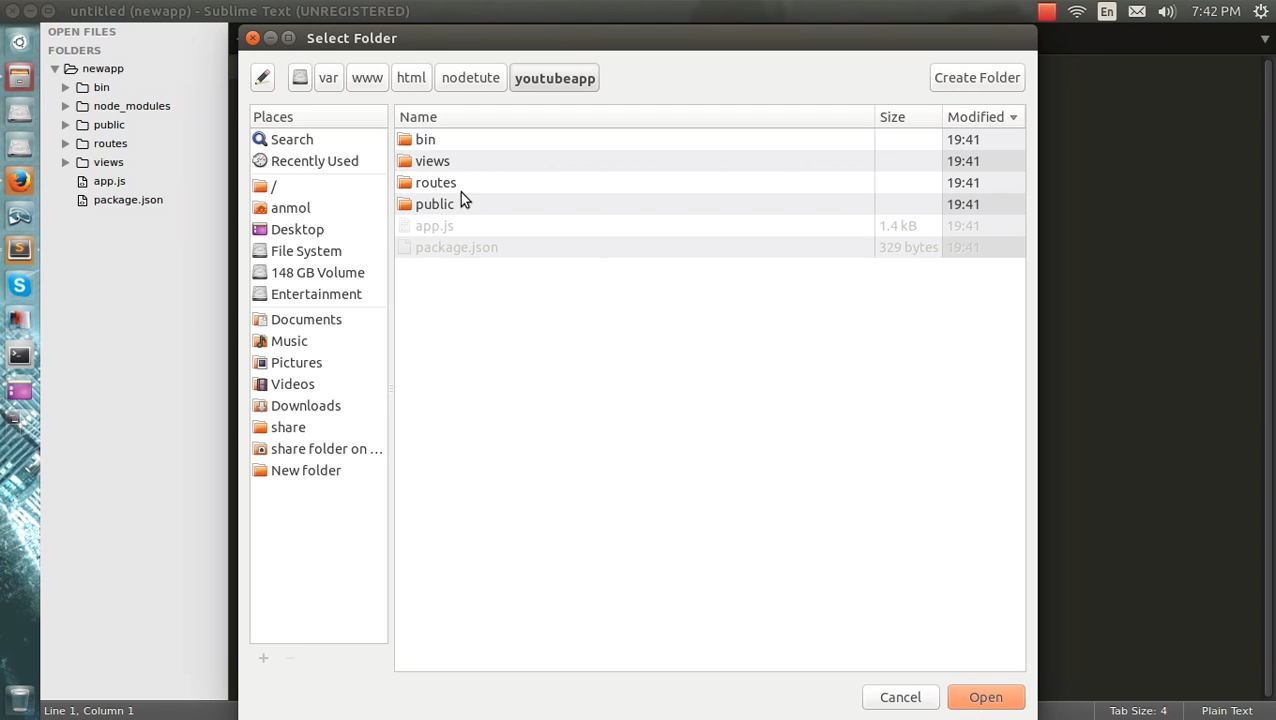 untitled (newapp) - Sublime Text (UNREGISTERED)
En
7:42 PM
OPEN FILES
FOLDERS
newapp
bin
node_modules
public
routes
views
app.js
package.json
Select Folder
var
www
html
nodetute
youtubeapp
Create Folder
Places
Search
Recently Used
/
anmol
Desktop
File System
148 GB Volume
Entertainment
Documents
Music
Pictures
Videos
Downloads
share
share folder on ...
New folder
Name Size Modified
bin 19:41
views 19:41
routes 19:41
public 19:41
app.js 1.4 kB 19:41
package.json 329 bytes 19:41
Cancel
Open
Line 1, Column 1
Tab Size: 4
Plain Text